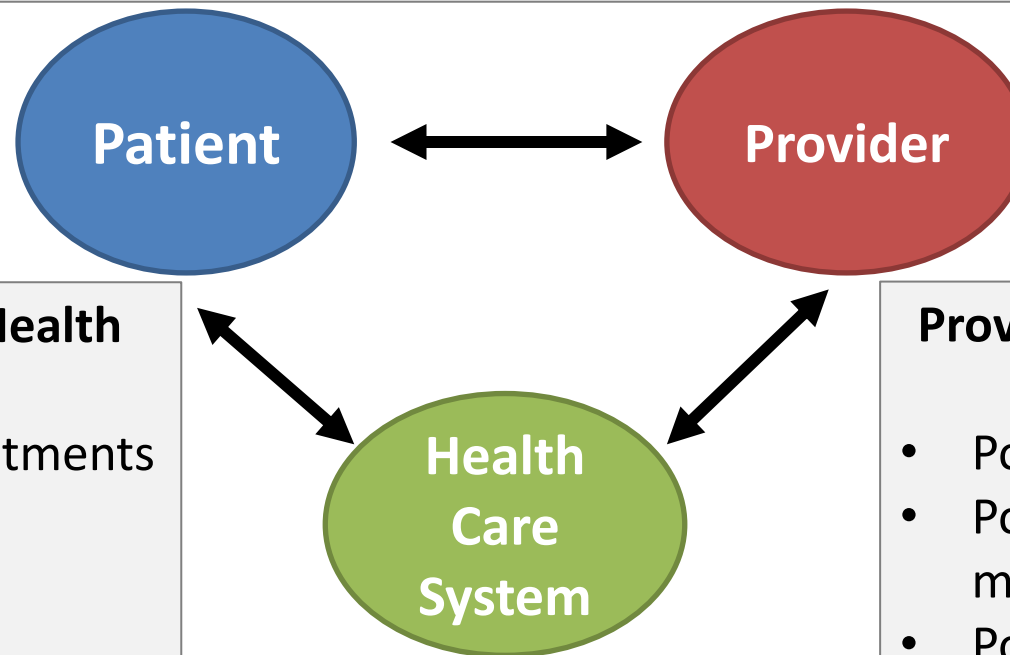 Patient
Provider
tments
Health
Care
System
•
•
•